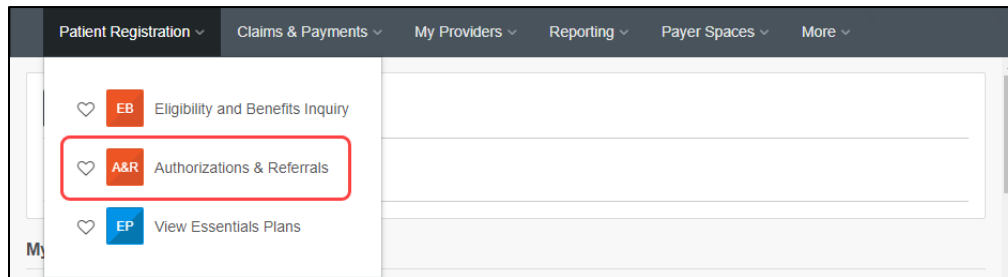 Patient Registration Claims & Payments My Providers Reporting Payer Spaces More
EB Eligibility and Benefits Inquiry
A&R Authorizations & Referrals
EP View Essentials Plans
My